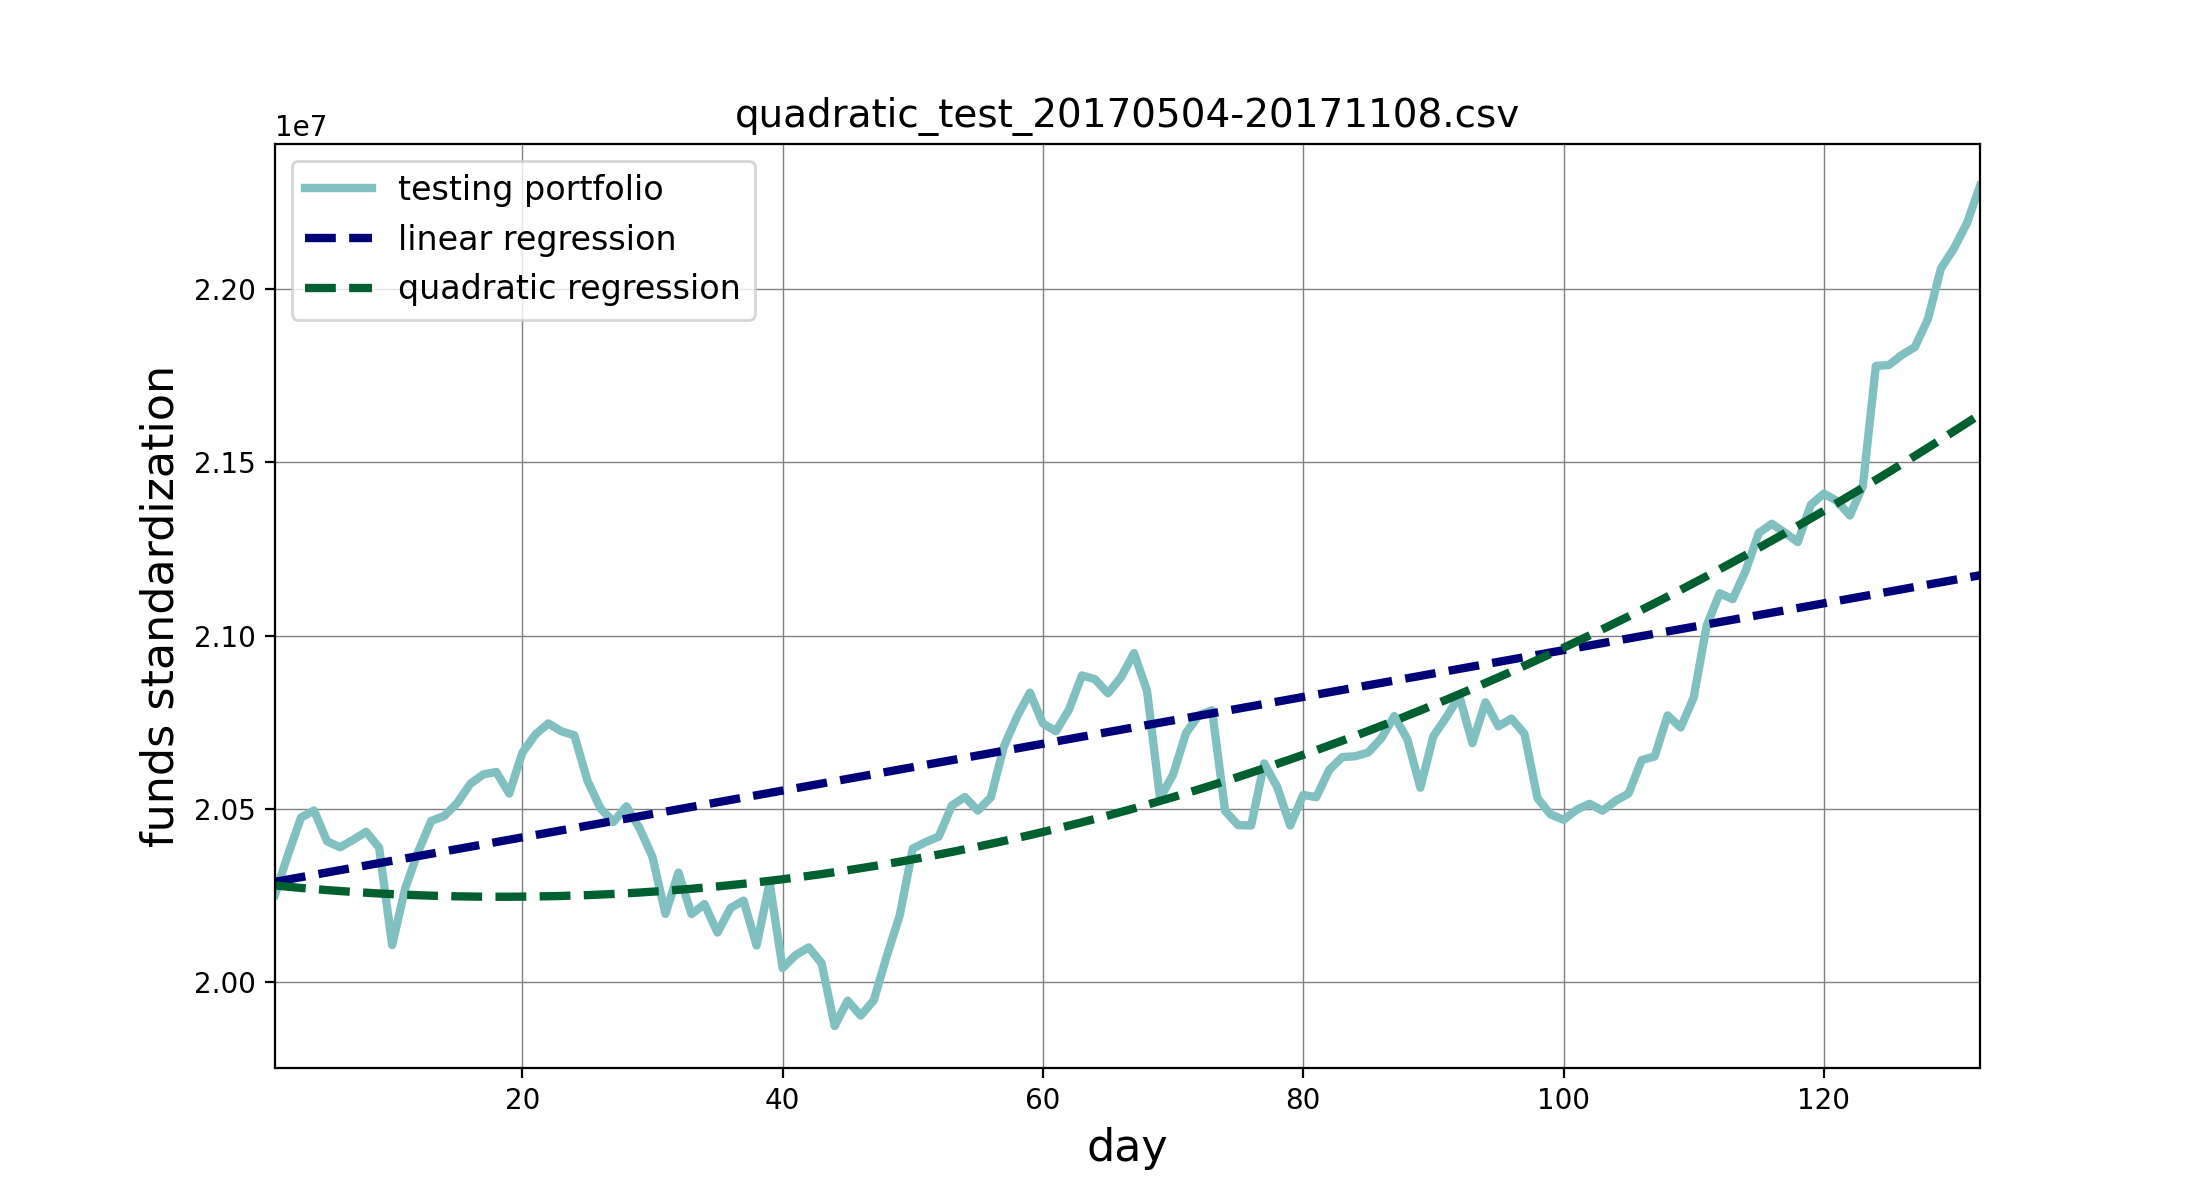 quadratic_test_20170504-20171108.csv
1e7
testing portfolio
linear regression
quadratic regression
2.20
2.15
2.10
2.05
2.00
funds standardization
20 40 60 80 100 120
day